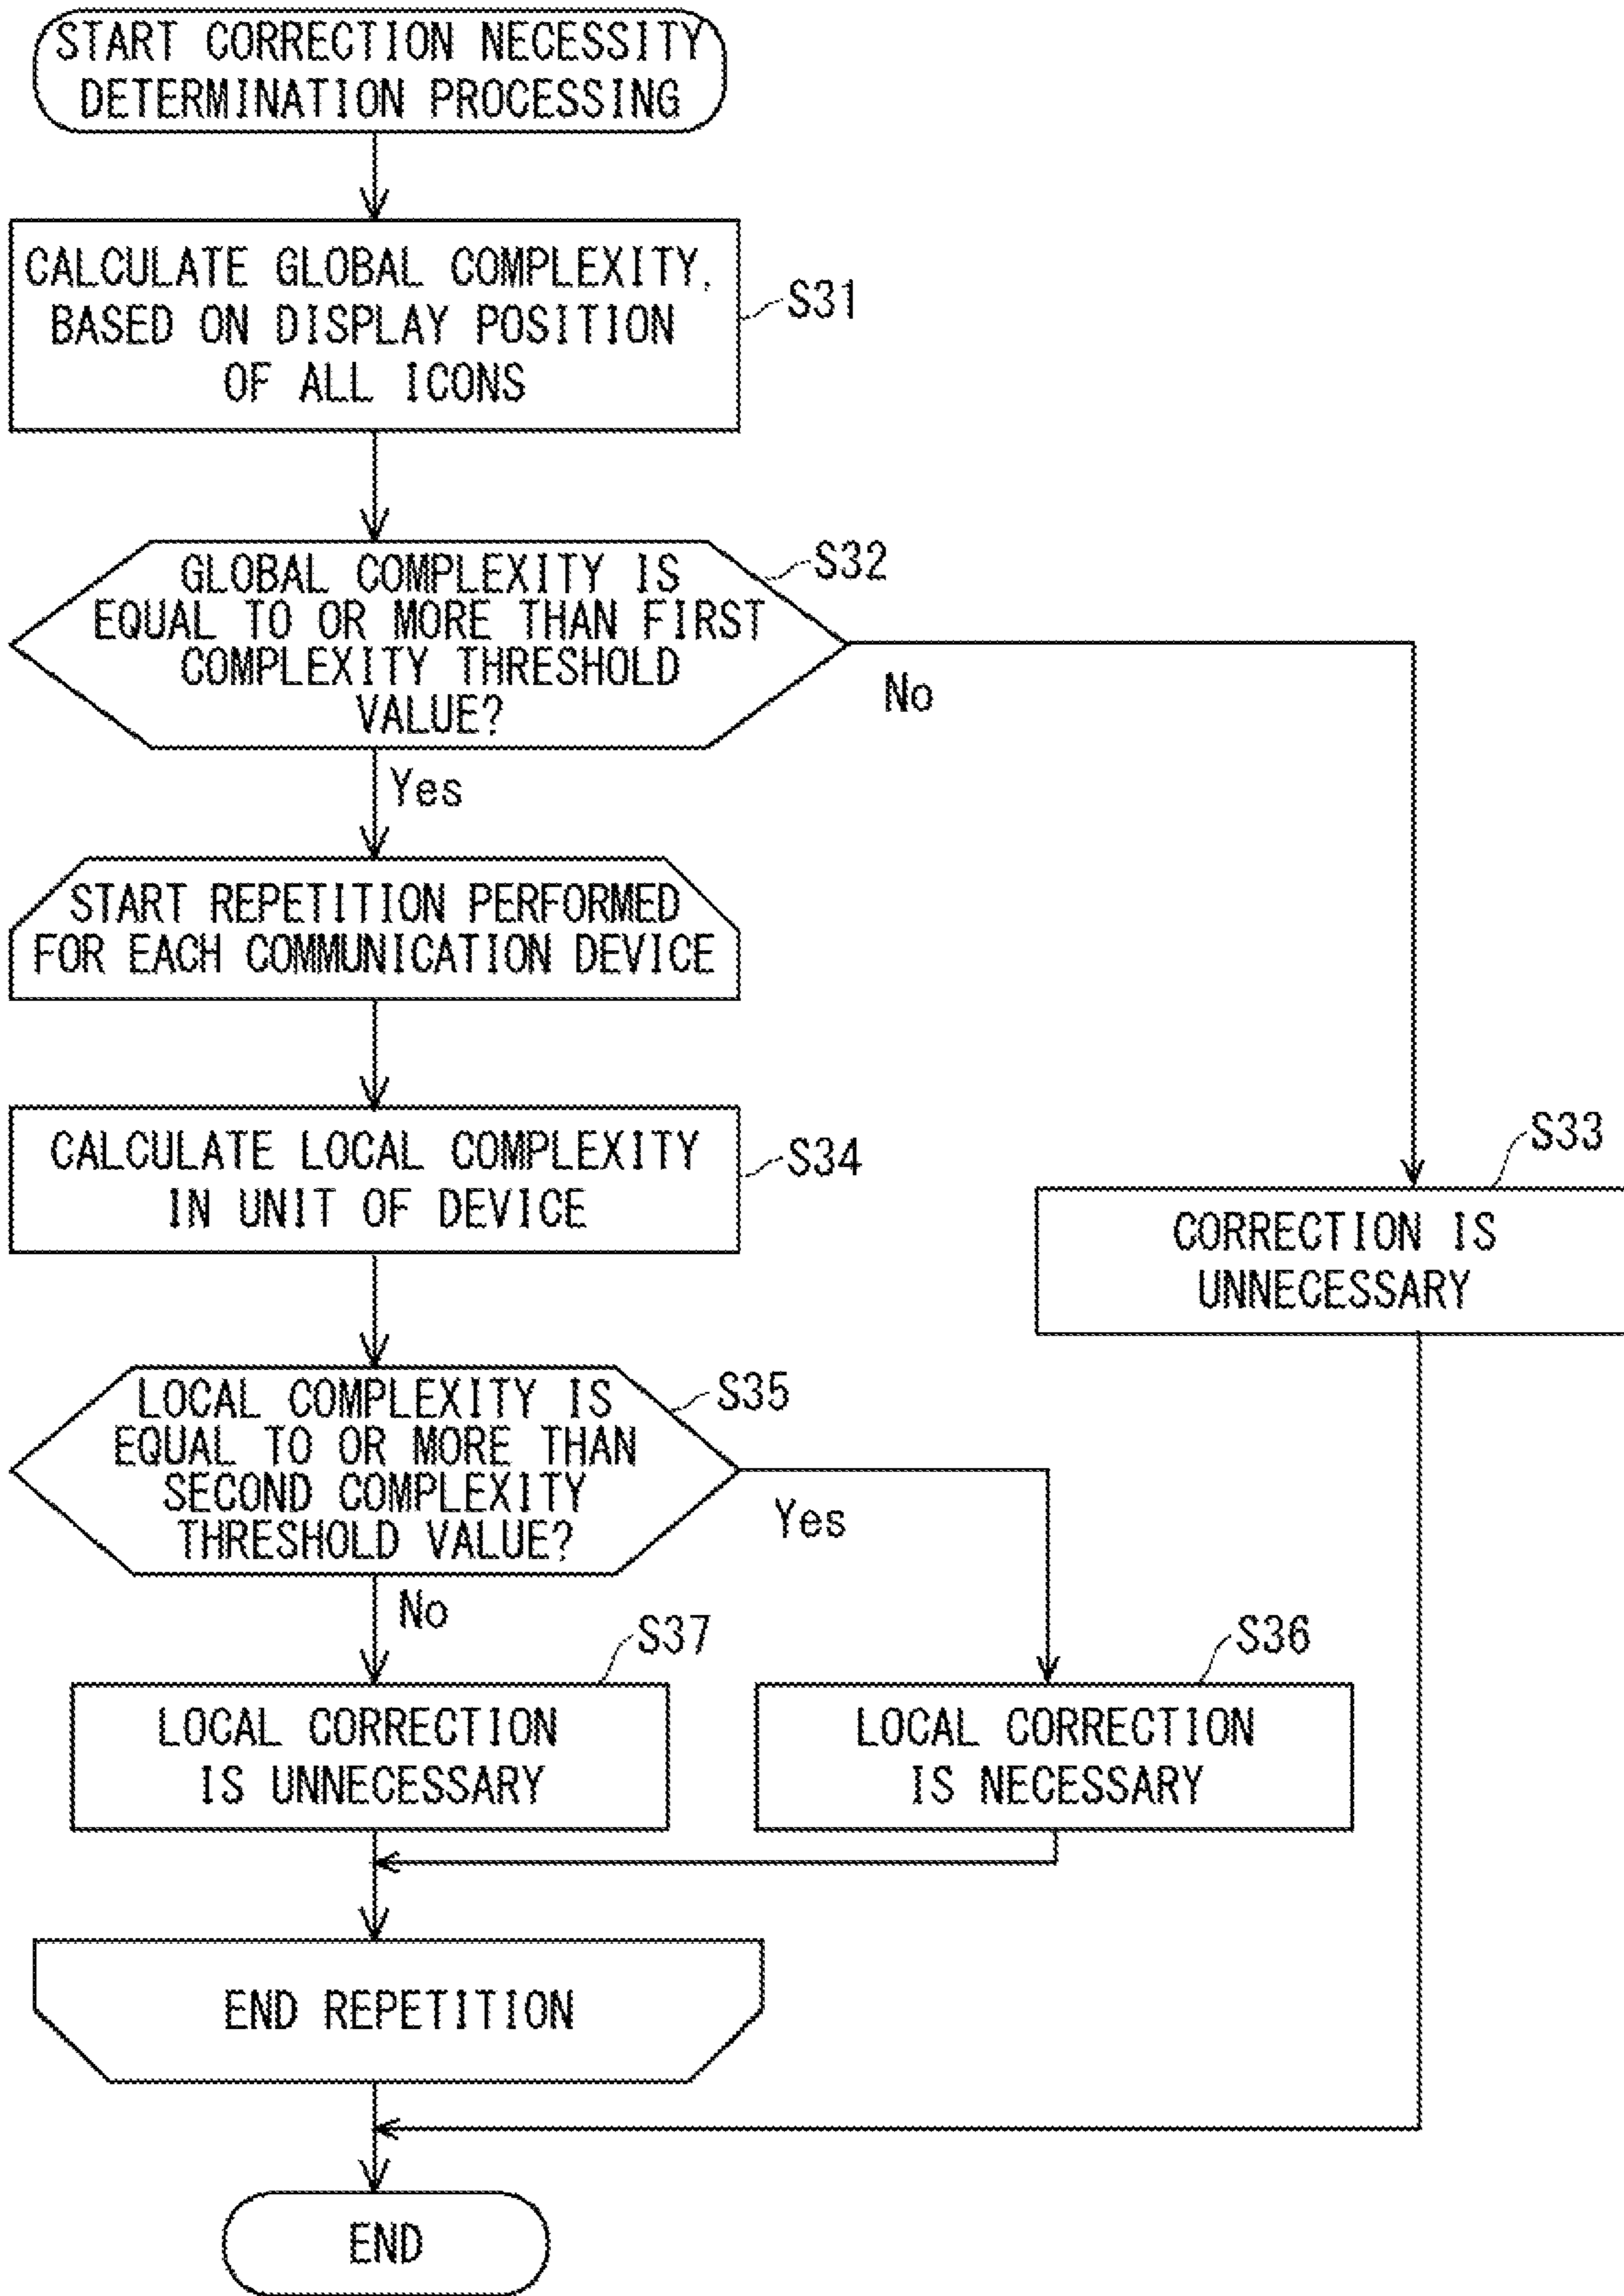 START CORRECTION NECESSITY
DETERMINATION PROCESSING
CALCULATE GLOBAL COMPLEXITY,
BASED ON DISPLAY POSITION
OF ALL ICONS
S31
GLOBAL COMPLEXITY IS
EQUAL TO OR MORE THAN FIRST
COMPLEXITY THRESHOLD
VALUE?
S32
No
Yes
START REPETITION PERFORMED
FOR EACH COMMUNICATION DEVICE
CALCULATE LOCAL COMPLEXITY
IN UNIT OF DEVICE
S34
S33
CORRECTION IS
UNNECESSARY
LOCAL COMPLEXITY IS
EQUAL TO OR MORE THAN
SECOND COMPLEXITY
THRESHOLD VALUE?
S35
Yes
No
S37
LOCAL CORRECTION
IS UNNECESSARY
S36
LOCAL CORRECTION
IS NECESSARY
END REPETITION
END